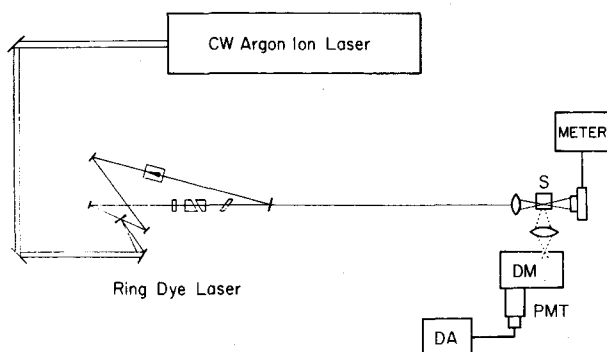 CW Argon Ion Laser
METER
S
DM
Ring Dye Laser
PMT
DA